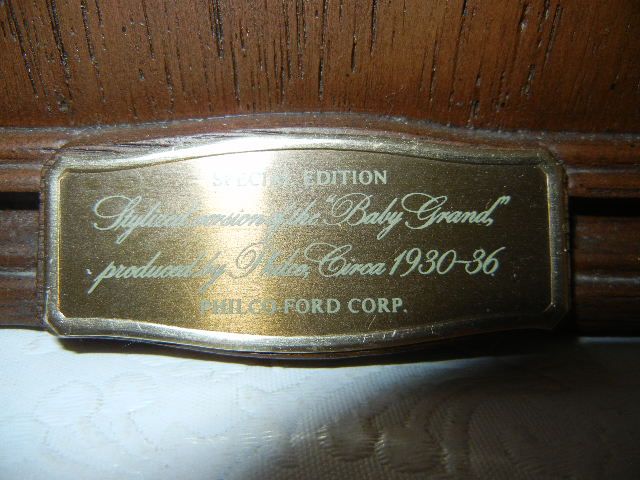 SPECIAL EDITION
Stylized version of the "Baby Grand,"
produced by Philco, Circa 1930-36
PHILCO-FORD CORP.